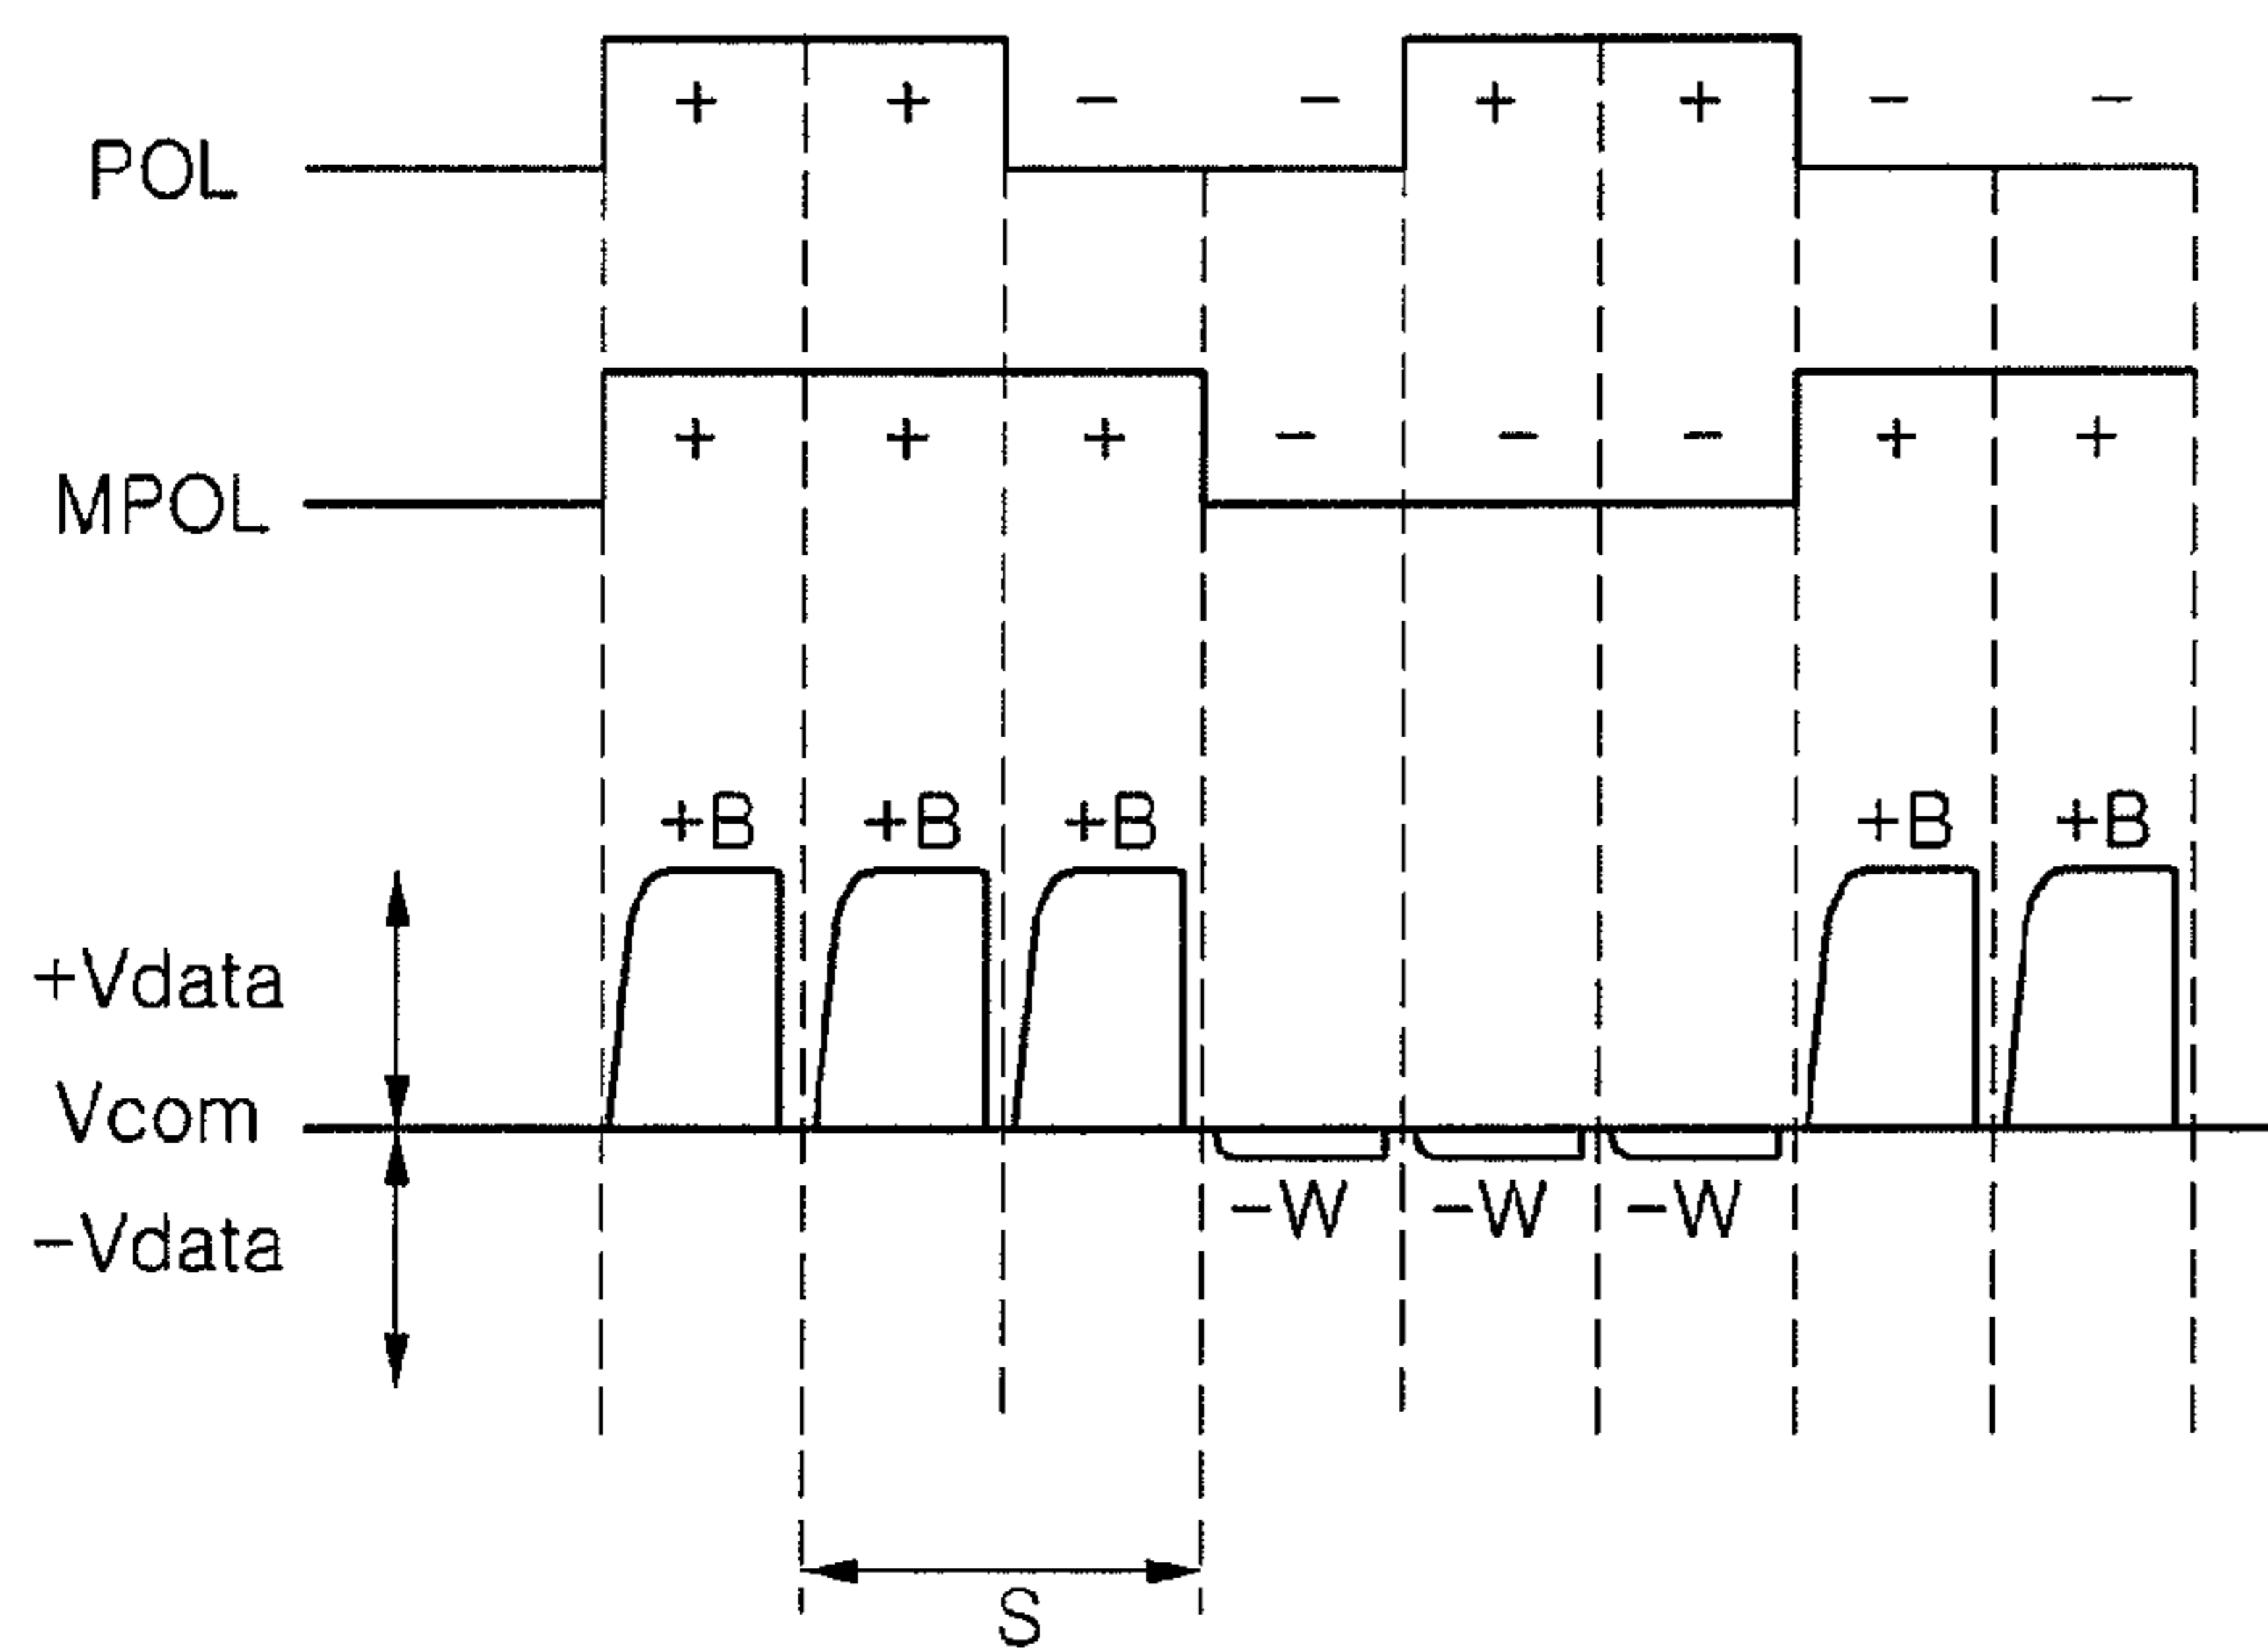 + + − − + + − −
POL
+ + + − − − + +
MPOL
+B +B +B +B +B
+Vdata
Vcom
−W −W −W
−Vdata
S